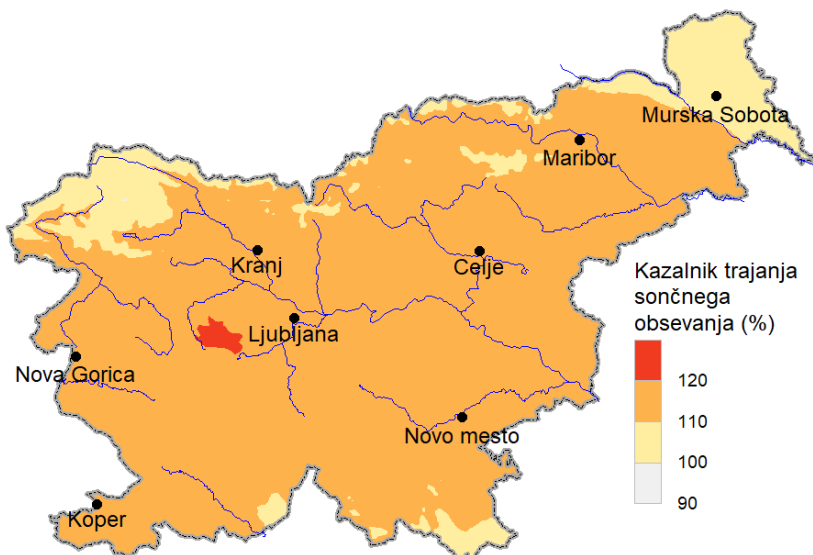 Murska Sobota
Maribor
Kranj
Celje
Ljubljana
Nova Gorica
Novo mesto
Koper
Kazalnik trajanja
sončnega
obsevanja (%)
120
110
100
90